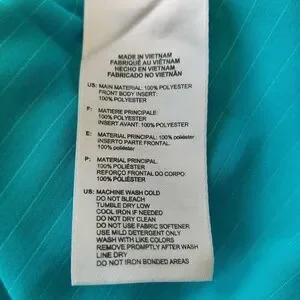 MADE IN VIETNAM
FABRIQUÉ AU VIÊTNAM
HECHO EN VIETNAM
FABRICADO NO VIETNÃN
US: MAIN MATERIAL: 100% POLYESTER
FRONT BODY INSERT:
100% POLYESTER
F: MATIERE PRINCIPALE:
100% POLYESTER
INSERT AVANT: 100% POLYESTER
E: MATERIAL PRINCIPAL: 100% poliéster
INSERTO PARTE FRONTAL:
100% poliéster
P: MATERIAL PRINCIPAL
100% POLIÉSTER
REFORÇO FRONTAL DO CORPO:
100% POLIÉSTER
US: MACHINE WASH COLD
DO NOT BLEACH
TUMBLE DRY LOW
COOL IRON IF NEEDED
DO NOT DRY CLEAN
DO NOT USE FABRIC SOFTENER
USE MILD DETERGENT ONLY
WASH WITH LIKE COLORS
REMOVE PROMPTLY AFTER WASH
LINE DRY
DO NOT IRON BONDED AREAS